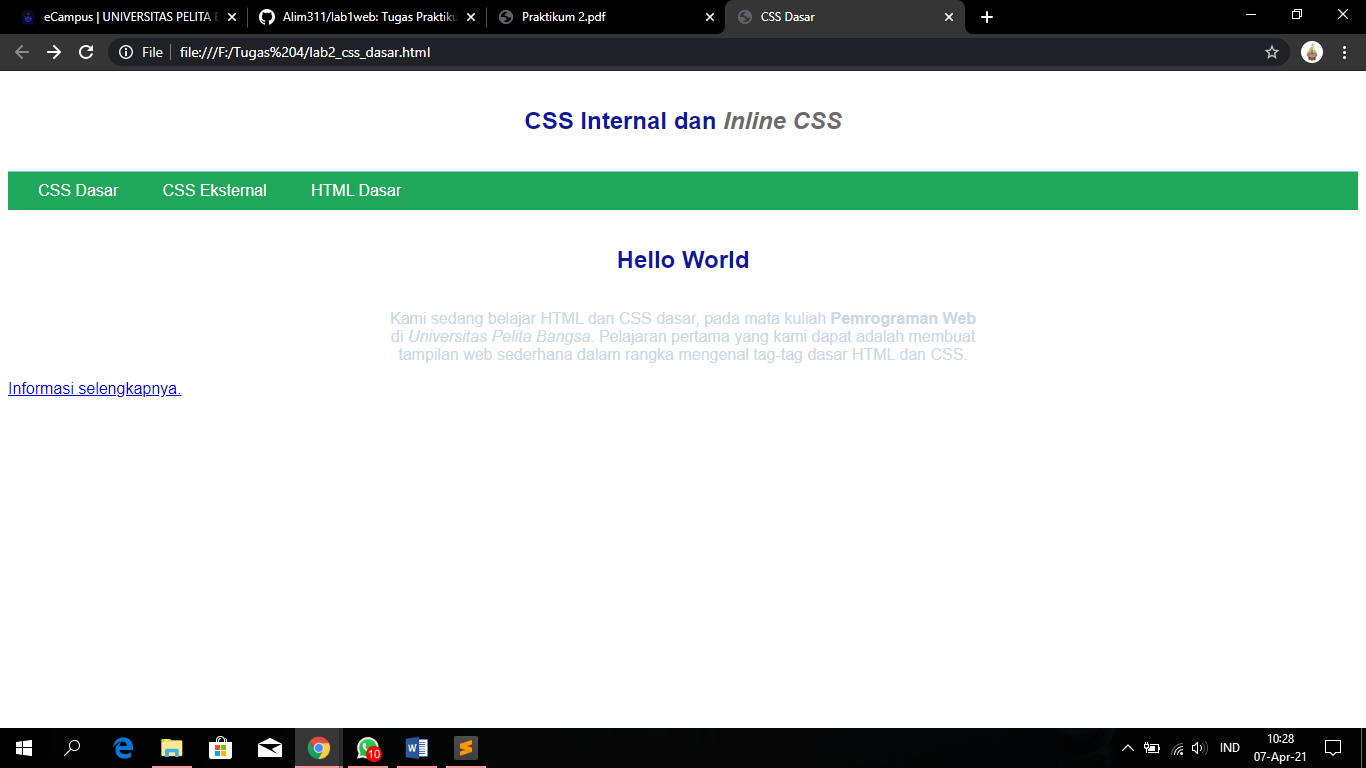 eCampus | UNIVERSITAS PELITA
Alim311/lab1web: Tugas Praktiku
Praktikum 2.pdf
CSS Dasar
File
file:///F:/Tugas%204/lab2_css_dasar.html
CSS Internal dan Inline CSS
CSS Dasar
CSS Eksternal
HTML Dasar
Hello World
Kami sedang belajar HTML dan CSS dasar, pada mata kuliah Pemrograman Web
di Universitas Pelita Bangsa. Pelajaran pertama yang kami dapat adalah membuat
tampilan web sederhana dalam rangka mengenal tag-tag dasar HTML dan CSS.
Informasi selengkapnya.
10
IND
10:28
07-Apr-21